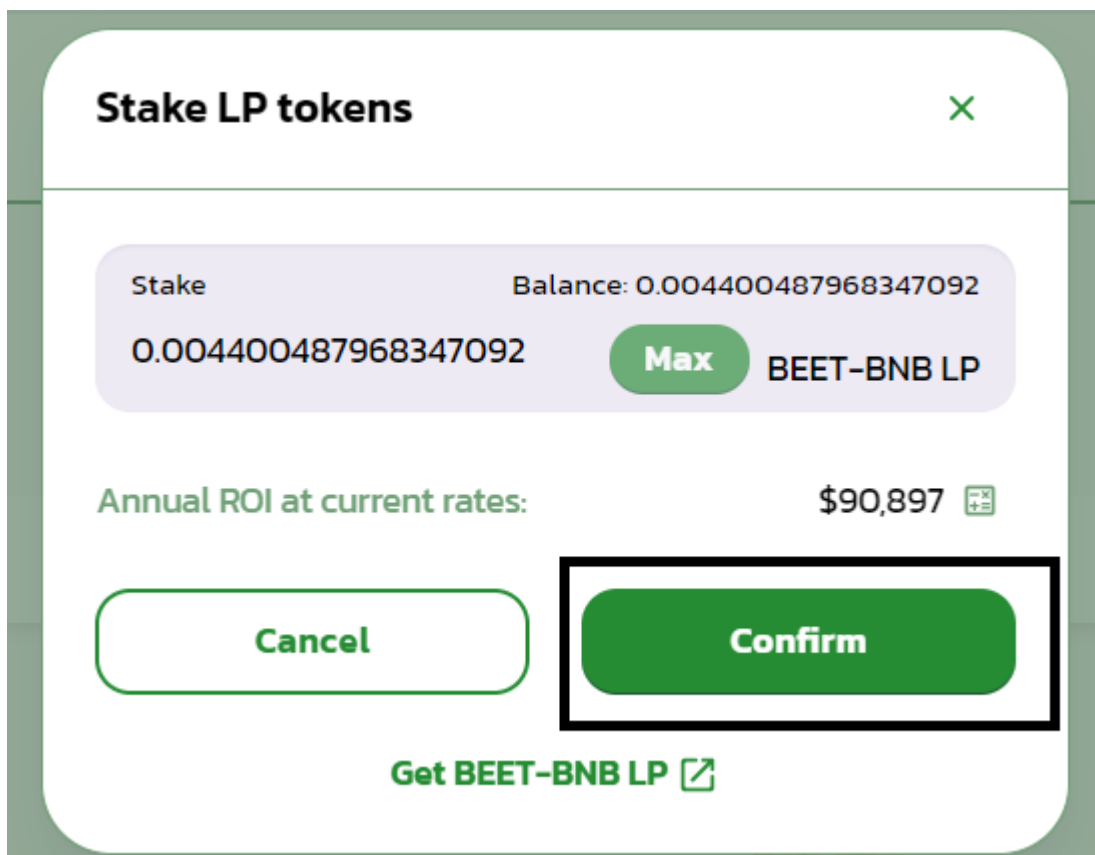 Stake LP tokens
Stake Balance: 0.004400487968347092
0.004400487968347092 Max BEET-BNB LP
Annual ROI at current rates: $90,897
Cancel Confirm
Get BEET-BNB LP